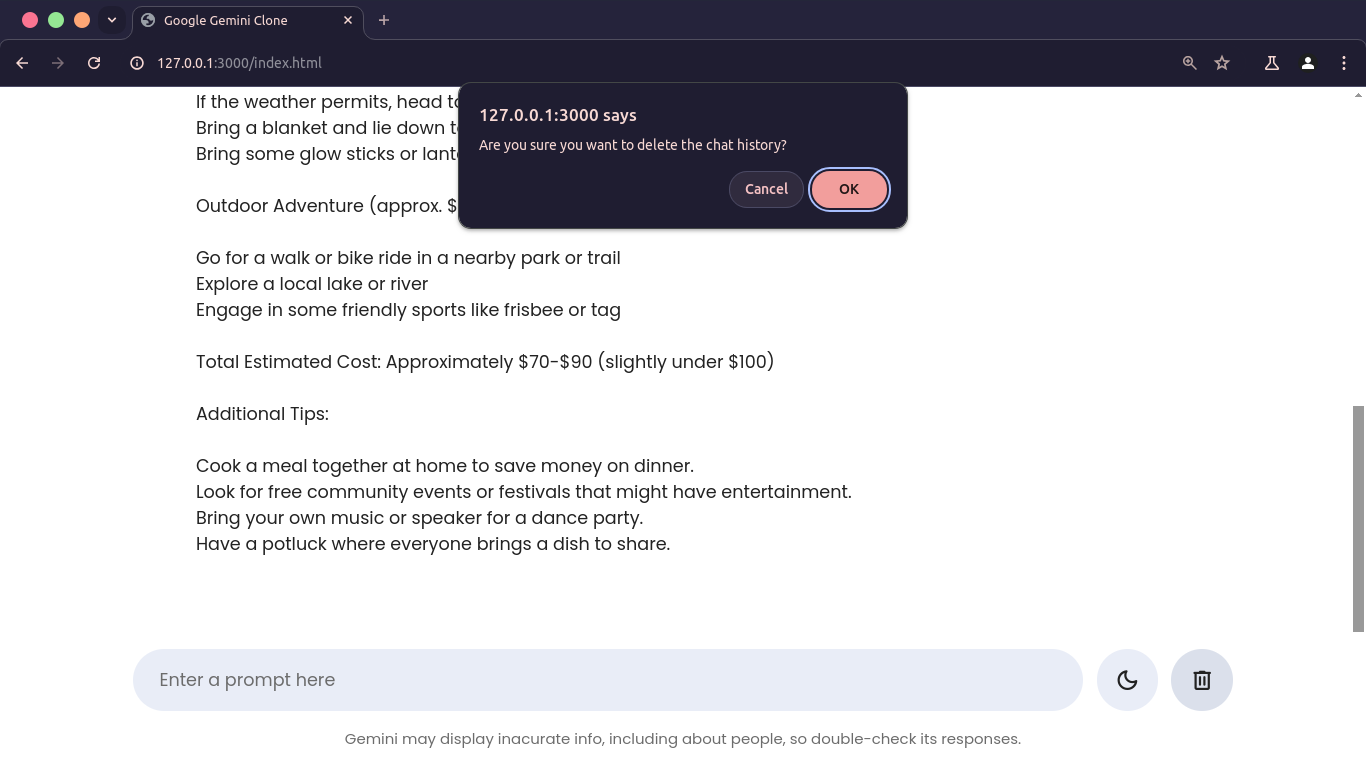 Google Gemini Clone
127.0.0.1:3000/index.html
127.0.0.1:3000 says
Are you sure you want to delete the chat history?
Cancel
OK
If the weather permits, head
Bring a blanket and lie down
Bring some glow sticks or
Outdoor Adventure (approx. $
Go for a walk or bike ride in a nearby park or trail
Explore a local lake or river
Engage in some friendly sports like frisbee or tag
Total Estimated Cost: Approximately $70-$90 (slightly under $100)
Additional Tips:
Cook a meal together at home to save money on dinner.
Look for free community events or festivals that might have entertainment.
Bring your own music or speaker for a dance party.
Have a potluck where everyone brings a dish to share.
Enter a prompt here
Gemini may display inacurate info, including about people, so double-check its responses.